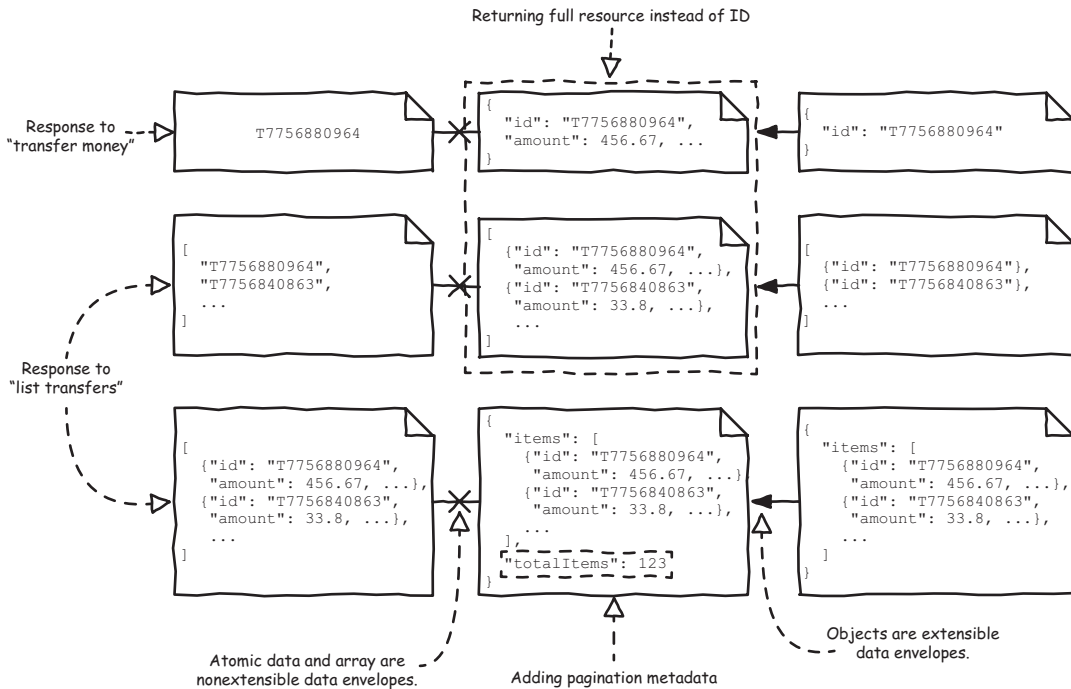 Returning full resource instead of ID
Response to
“transfer money”
T7756880964
{
"id": "T7756880964",
"amount": 456.67, ...
}
{
"id": "T7756880964"
}
[
"T7756880964",
"T7756840863",
...
]
[
{"id": "T7756880964",
"amount": 456.67, ...},
{"id": "T7756840863",
"amount": 33.8, ...},
...
]
[
{"id": "T7756880964"},
{"id": "T7756840863"},
...
]
Response to
“list transfers”
[
{"id": "T7756880964",
"amount": 456.67, ...},
{"id": "T7756840863",
"amount": 33.8, ...},
...
]
{
"items": [
{"id": "T7756880964",
"amount": 456.67, ...},
{"id": "T7756840863",
"amount": 33.8, ...},
...
],
"totalItems": 123
}
{
"items": [
{"id": "T7756880964",
"amount": 456.67, ...},
{"id": "T7756840863",
"amount": 33.8, ...},
...
]
}
Atomic data and array are
nonextensible data envelopes.
Adding pagination metadata
Objects are extensible
data envelopes.